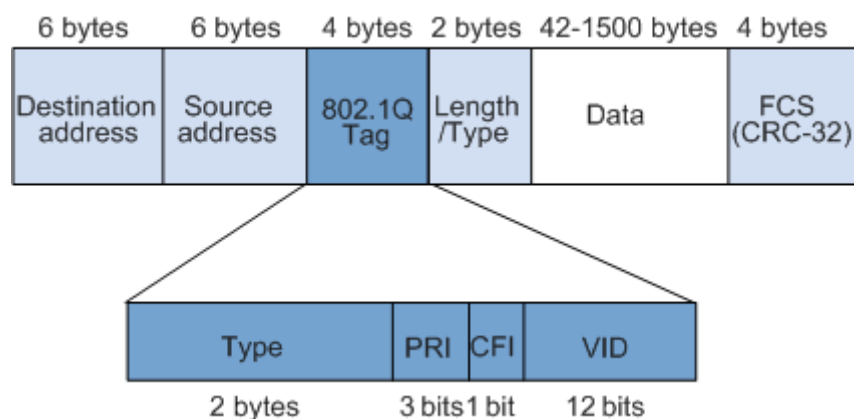 6 bytes 6 bytes 4 bytes 2 bytes 42-1500 bytes 4 bytes
Destination address
Source address
802.1Q Tag
Length /Type
Data
FCS (CRC-32)
Type PRI CFI VID
2 bytes 3 bits 1 bit 12 bits